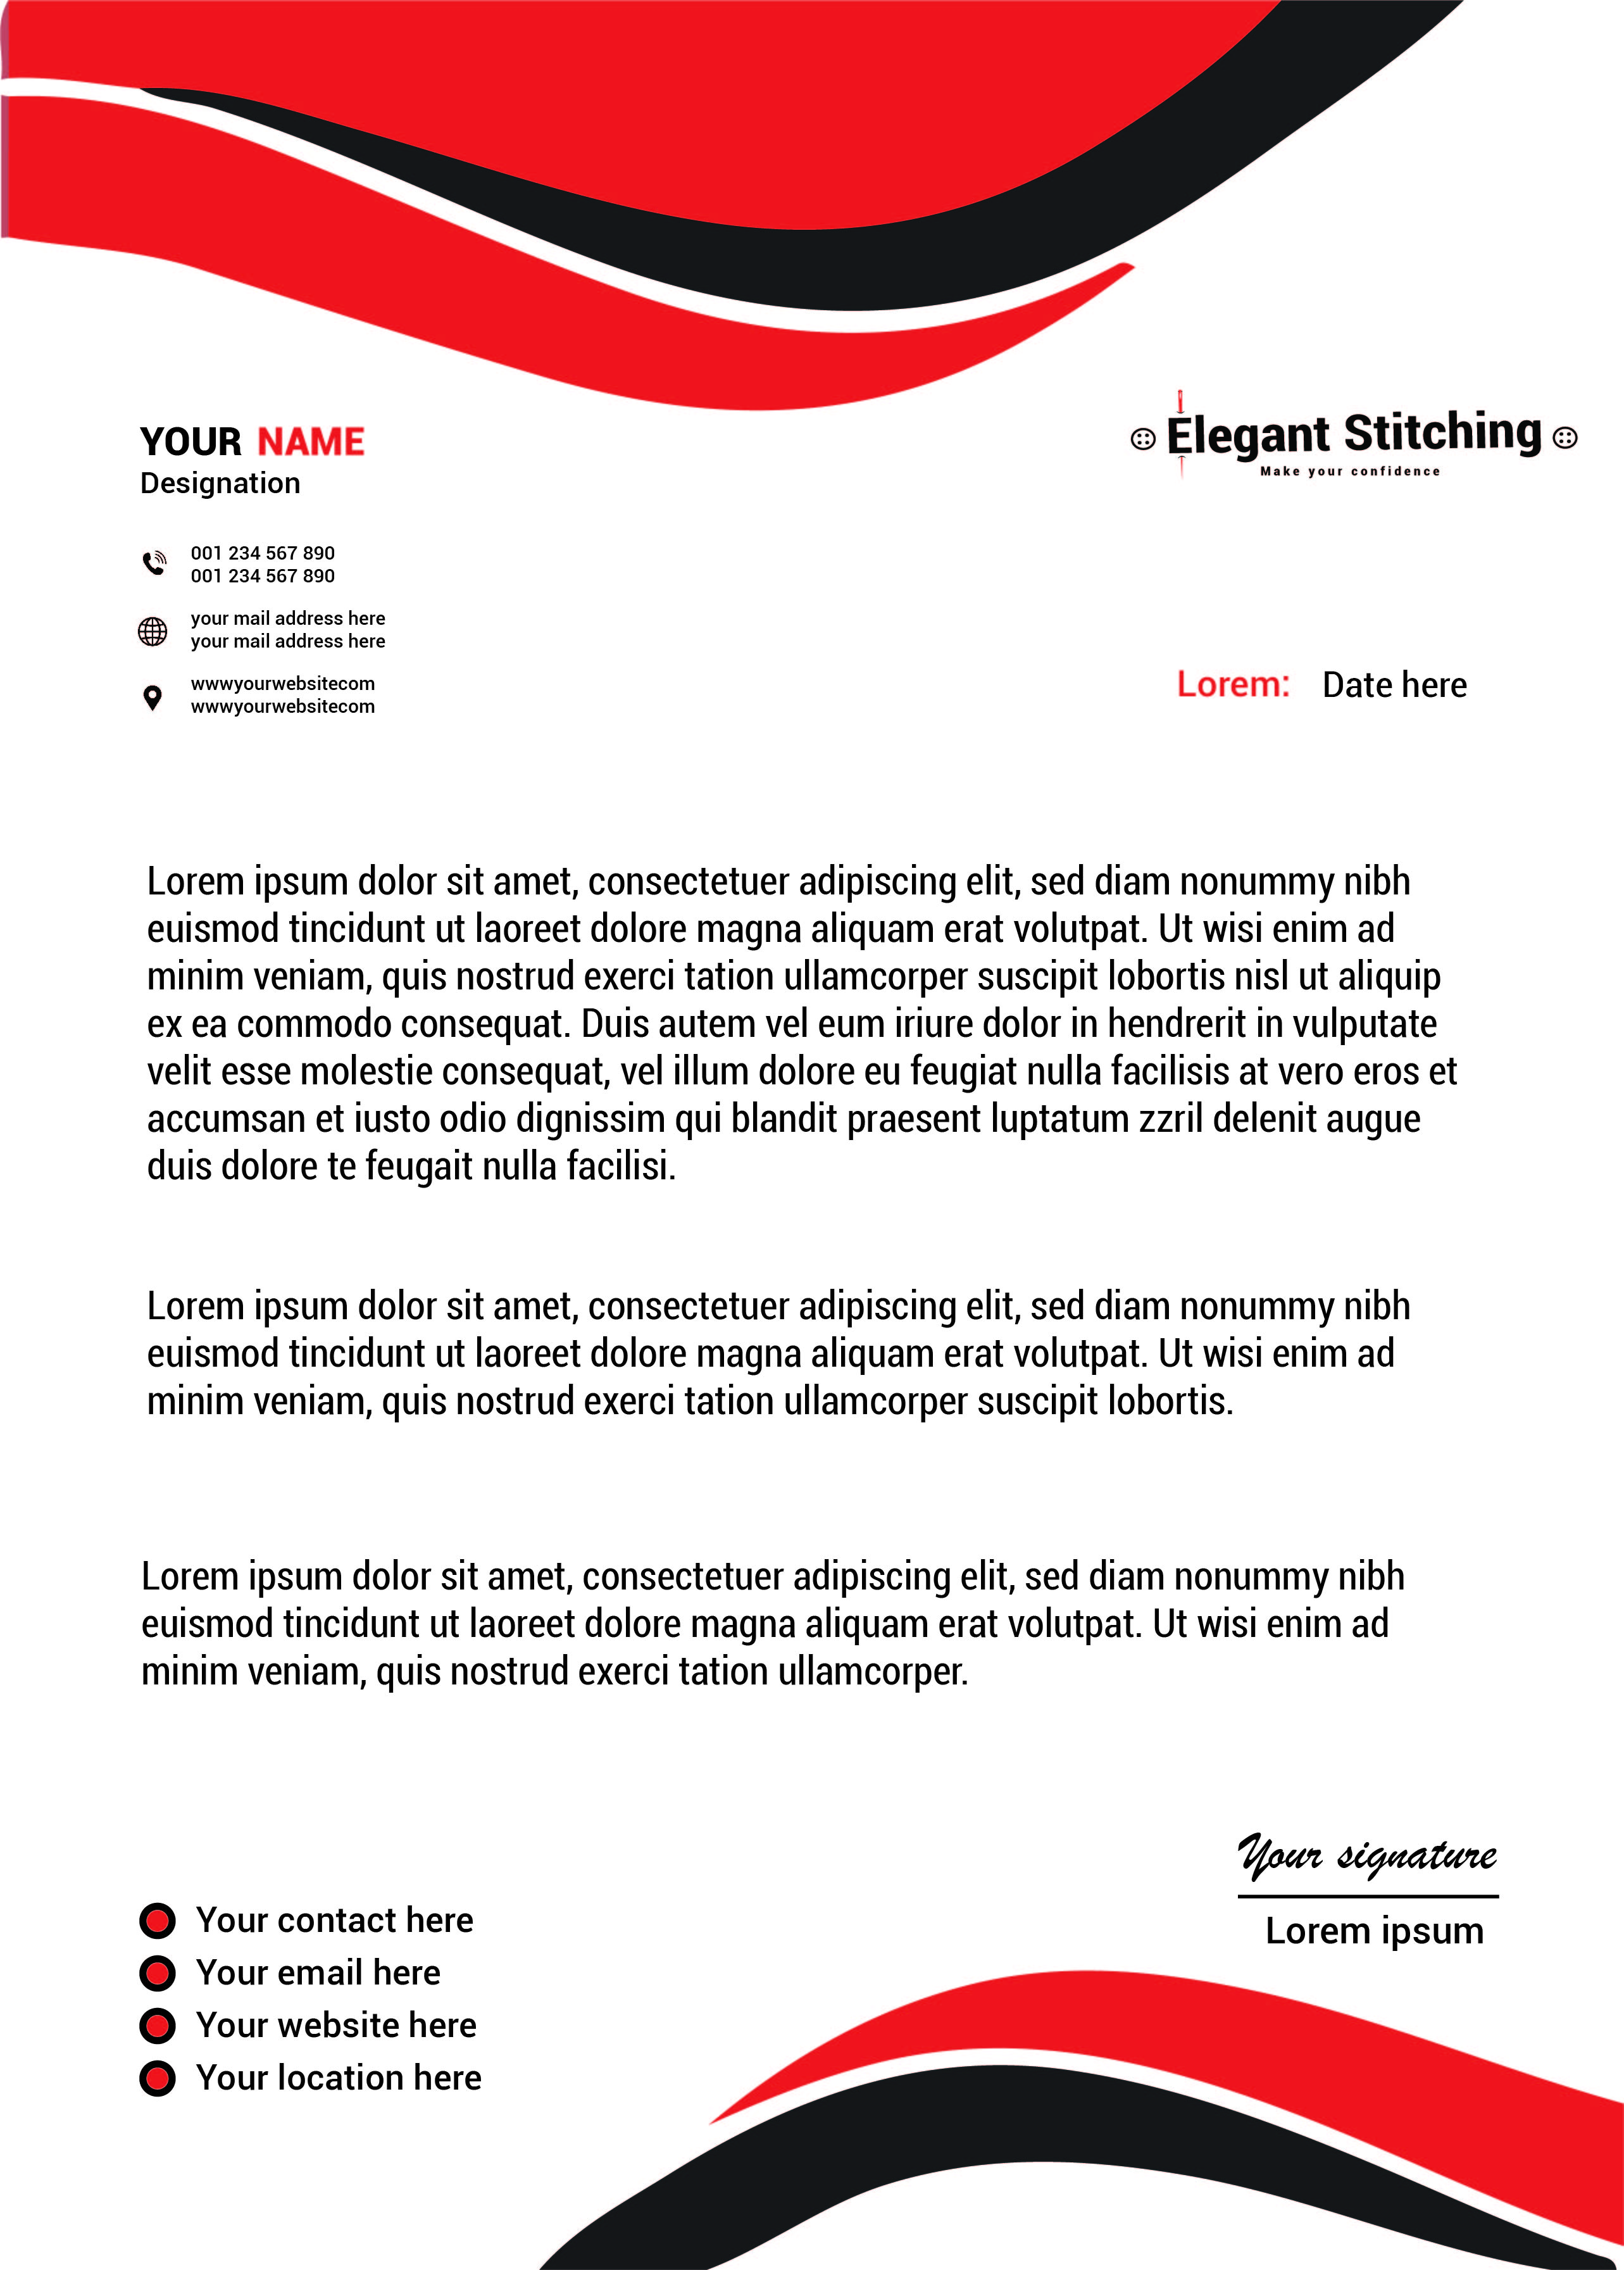 YOUR NAME
Designation
Elegant Stitching
Make your confidence
001 234 567 890
001 234 567 890
your mail address here
your mail address here
wwwyourwebsitecom
wwwyourwebsitecom
Lorem: Date here
Lorem ipsum dolor sit amet, consectetuer adipiscing elit, sed diam nonummy nibh
euismod tincidunt ut laoreet dolore magna aliquam erat volutpat. Ut wisi enim ad
minim veniam, quis nostrud exerci tation ullamcorper suscipit lobortis nisl ut aliquip
ex ea commodo consequat. Duis autem vel eum iriure dolor in hendrerit in vulputate
velit esse molestie consequat, vel illum dolore eu feugiat nulla facilisis at vero eros et
accumsan et iusto odio dignissim qui blandit praesent luptatum zzril delenit augue
duis dolore te feugait nulla facilisi.
Lorem ipsum dolor sit amet, consectetuer adipiscing elit, sed diam nonummy nibh
euismod tincidunt ut laoreet dolore magna aliquam erat volutpat. Ut wisi enim ad
minim veniam, quis nostrud exerci tation ullamcorper suscipit lobortis.
Lorem ipsum dolor sit amet, consectetuer adipiscing elit, sed diam nonummy nibh
euismod tincidunt ut laoreet dolore magna aliquam erat volutpat. Ut wisi enim ad
minim veniam, quis nostrud exerci tation ullamcorper.
Your signature
Lorem ipsum
Your contact here
Your email here
Your website here
Your location here